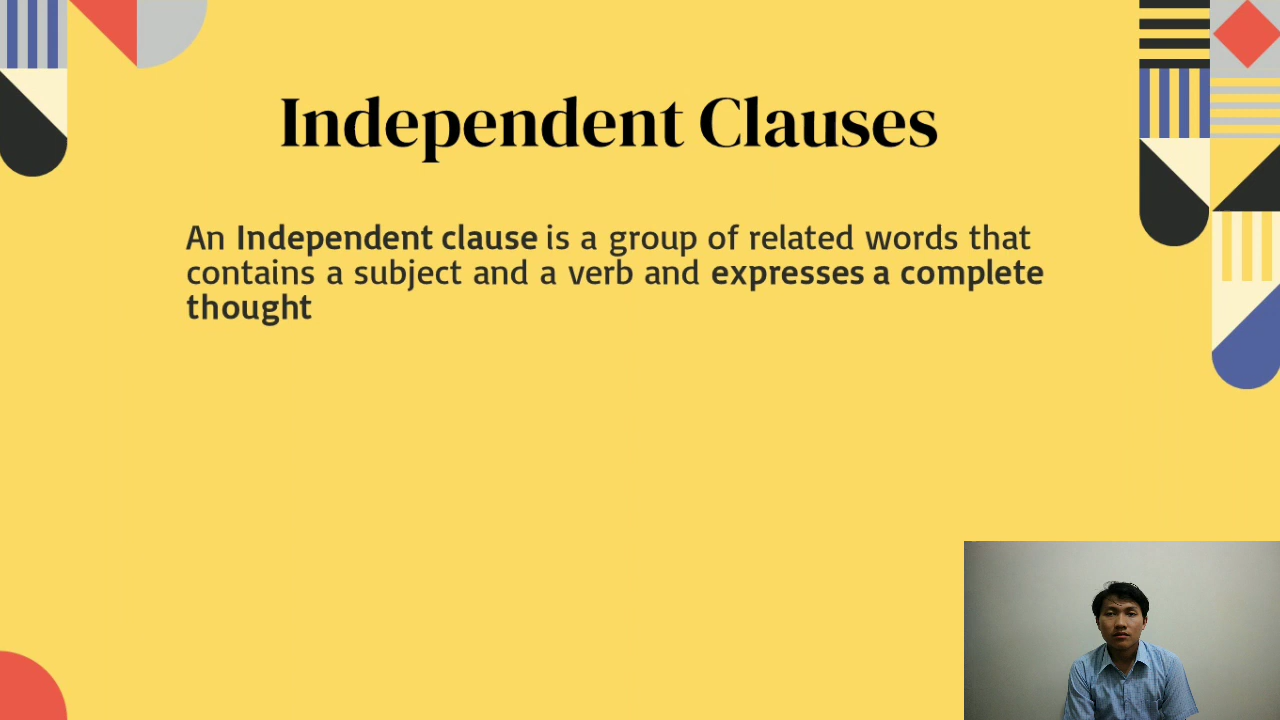 Independent Clauses
An Independent clause is a group of related words that
contains a subject and a verb and expresses a complete
thought